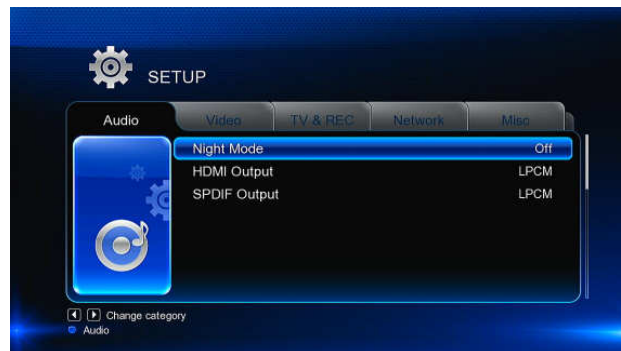 SETUP
Audio Video TV & REC Network Misc
Night Mode Off
HDMI Output LPCM
SPDIF Output LPCM
Change category
Audio